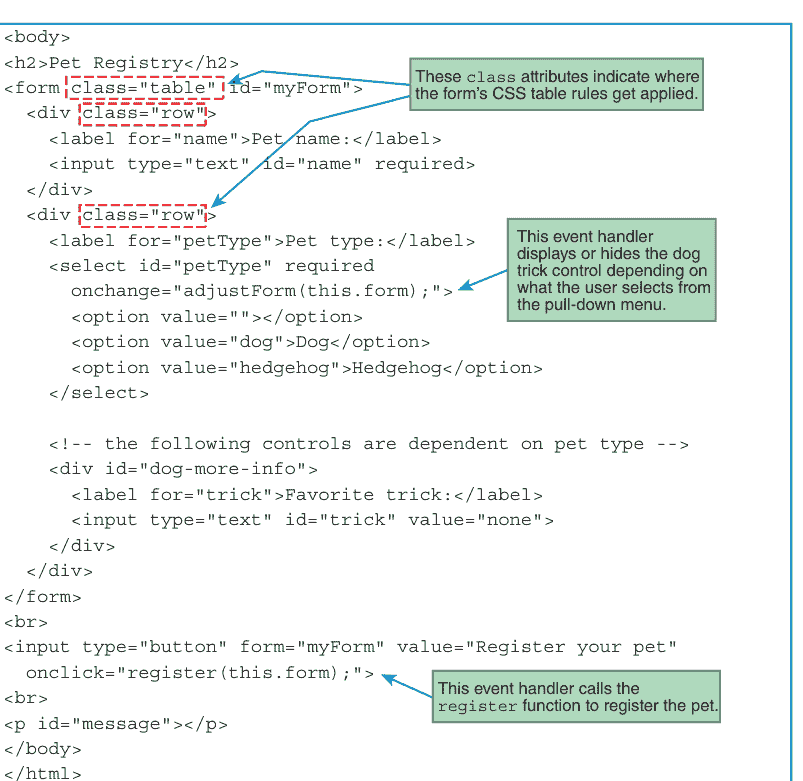 <body>
<h2>Pet Registry</h2>
<form class="table" id="myForm">
<div class="row">
<label for="name">Pet name:</label>
<input type="text" id="name" required>
</div>
<div class="row">
<label for="petType">Pet type:</label>
<select id="petType" required
onchange="adjustForm(this.form);">
<option value=""></option>
<option value="dog">Dog</option>
<option value="hedgehog">Hedgehog</option>
</select>
<!-- the following controls are dependent on pet type -->
<div id="dog-more-info">
<label for="trick">Favorite trick:</label>
<input type="text" id="trick" value="none">
</div>
</div>
</form>
<br>
<input type="button" form="myForm" value="Register your pet"
onclick="register(this.form);">
<br>
<p id="message"></p>
</body>
</html>
These class attributes indicate where
the form's CSS table rules get applied.
This event handler
displays or hides the dog
trick control depending on
what the user selects from
the pull-down menu.
This event handler calls the
register function to register the pet.